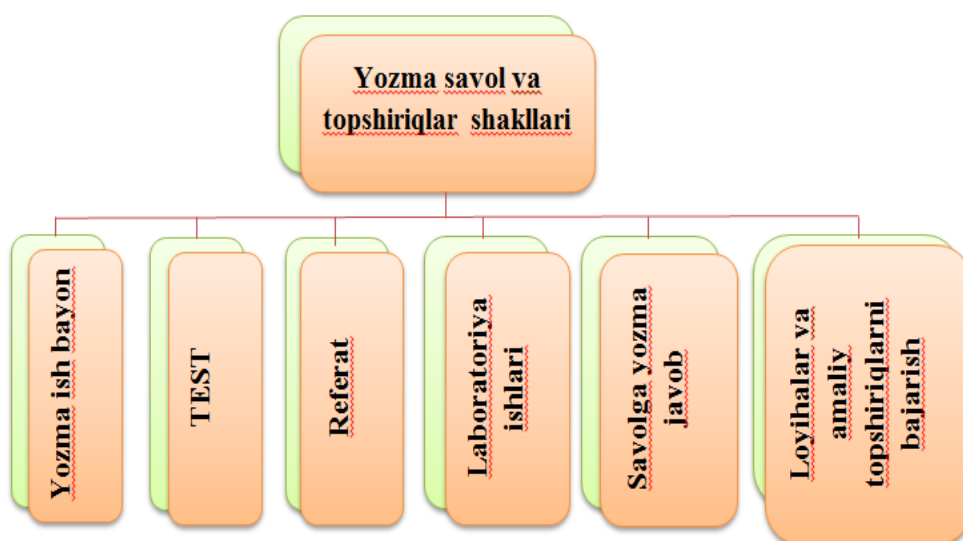 Yozma savol va
topshiriqlar shakllari
Yozma ish bayon
TEST
Referat
Laboratoriya
ishlari
Savolga yozma
javob
Loyihalar va
amaliy
topshiriqlarni
bajarish